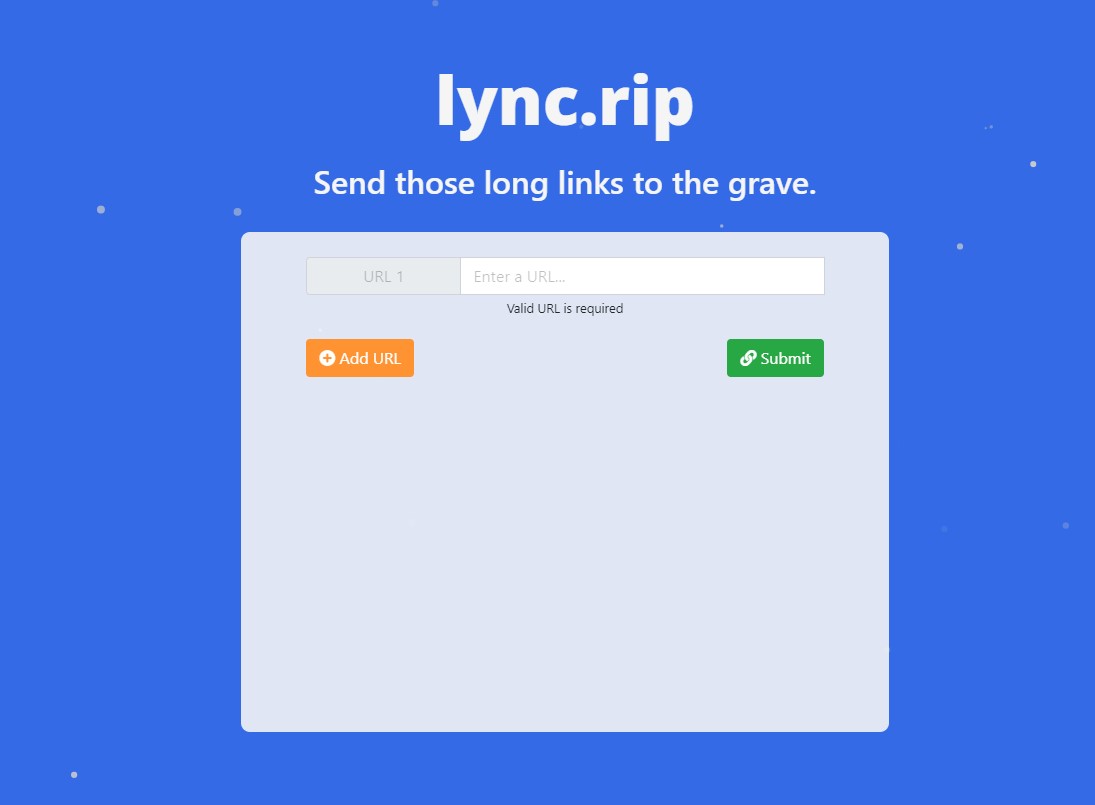 lync.rip
Send those long links to the grave.
URL 1 Enter a URL...
Valid URL is required
Add URL Submit